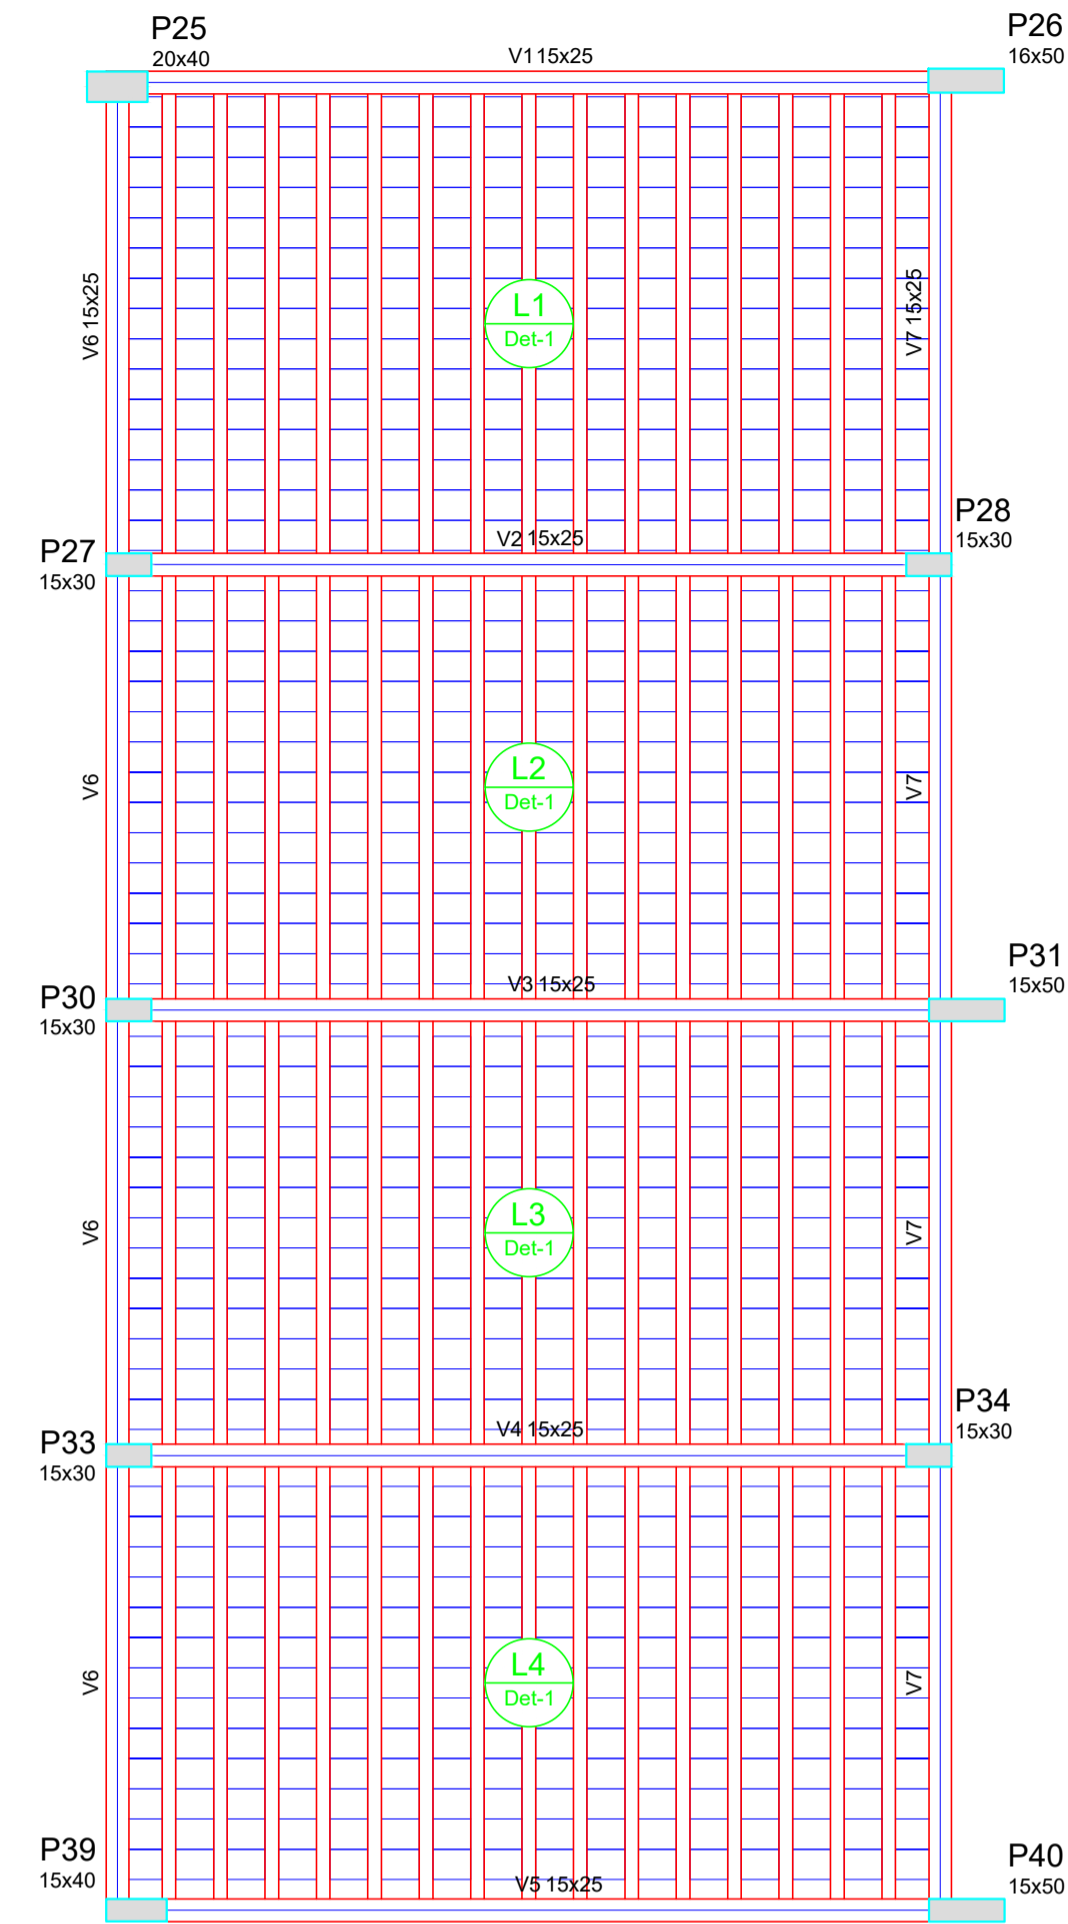 P25
20x40
V1 15x25
P26
16x50
V6 15x25
L1
Det-1
V7 15x25
P27
15x30
V2 15x25
P28
15x30
V6
L2
Det-1
V7
P30
15x30
V3 15x25
P31
15x50
V6
L3
Det-1
V7
P33
15x30
V4 15x25
P34
15x30
V6
L4
Det-1
V7
P39
15x40
V5 15x25
P40
15x50